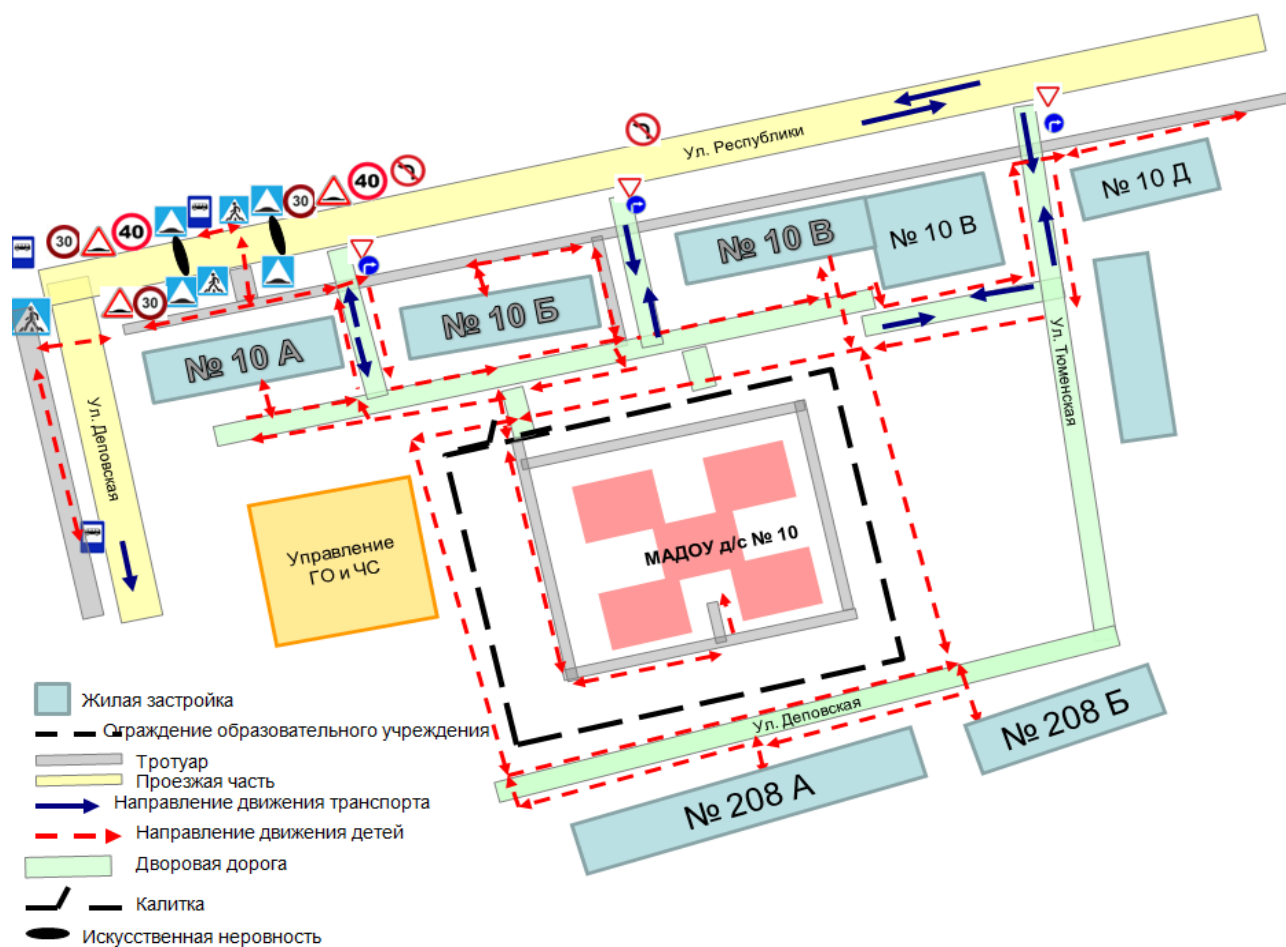 Ул. Республики
№ 10 Д
№ 10 В
№ 10 В
40
30
30
40
30
№ 10 Б
30
№ 10 А
Ул. Тюменская
Ул. Деповская
МАДОУ д/с № 10
Управление
ГО и ЧС
Ул. Деповская
№ 208 Б
№ 208 А
Жилая застройка
Ограждение образовательного учреждения
Тротуар
Проезжая часть
Направление движения транспорта
Направление движения детей
Дворовая дорога
Калитка
Искусственная неровность